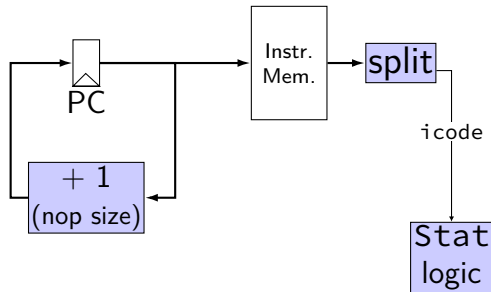 Instr.
Mem.
split
PC
icode
+ 1
(nop size)
Stat
logic